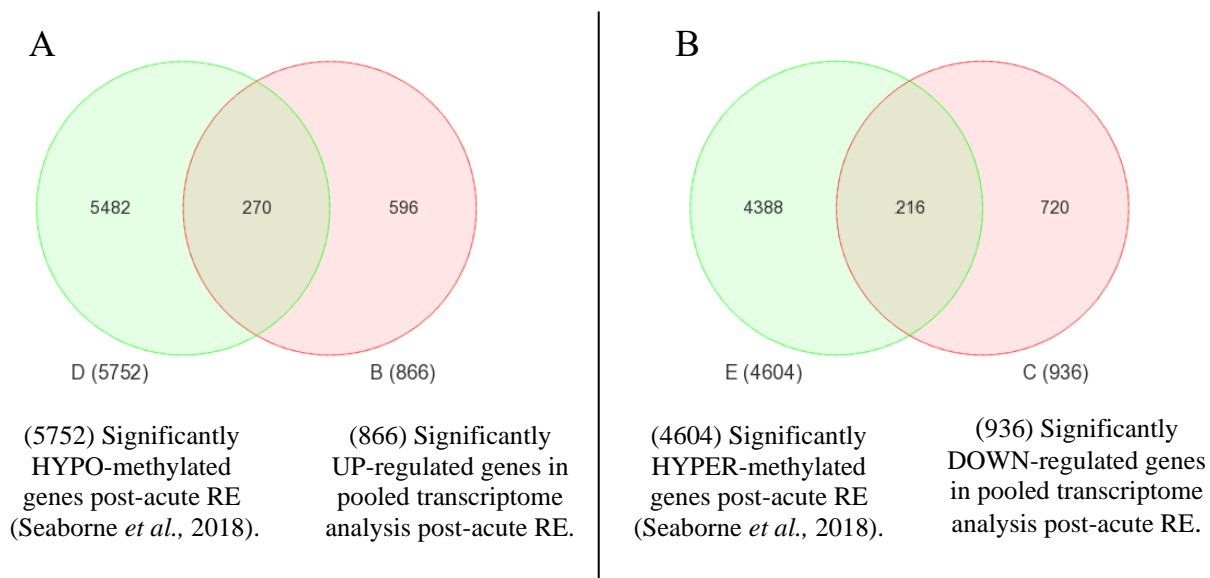 A
5482
270
596
D (5752)
B (866)
(5752) Significantly
HYPO-methylated
genes post-acute RE
(Seaborne et al., 2018).
(866) Significantly
UP-regulated genes in
pooled transcriptome
analysis post-acute RE.
B
4388
216
720
E (4604)
C (936)
(4604) Significantly
HYPER-methylated
genes post-acute RE
(Seaborne et al., 2018).
(936) Significantly
DOWN-regulated genes
in pooled transcriptome
analysis post-acute RE.